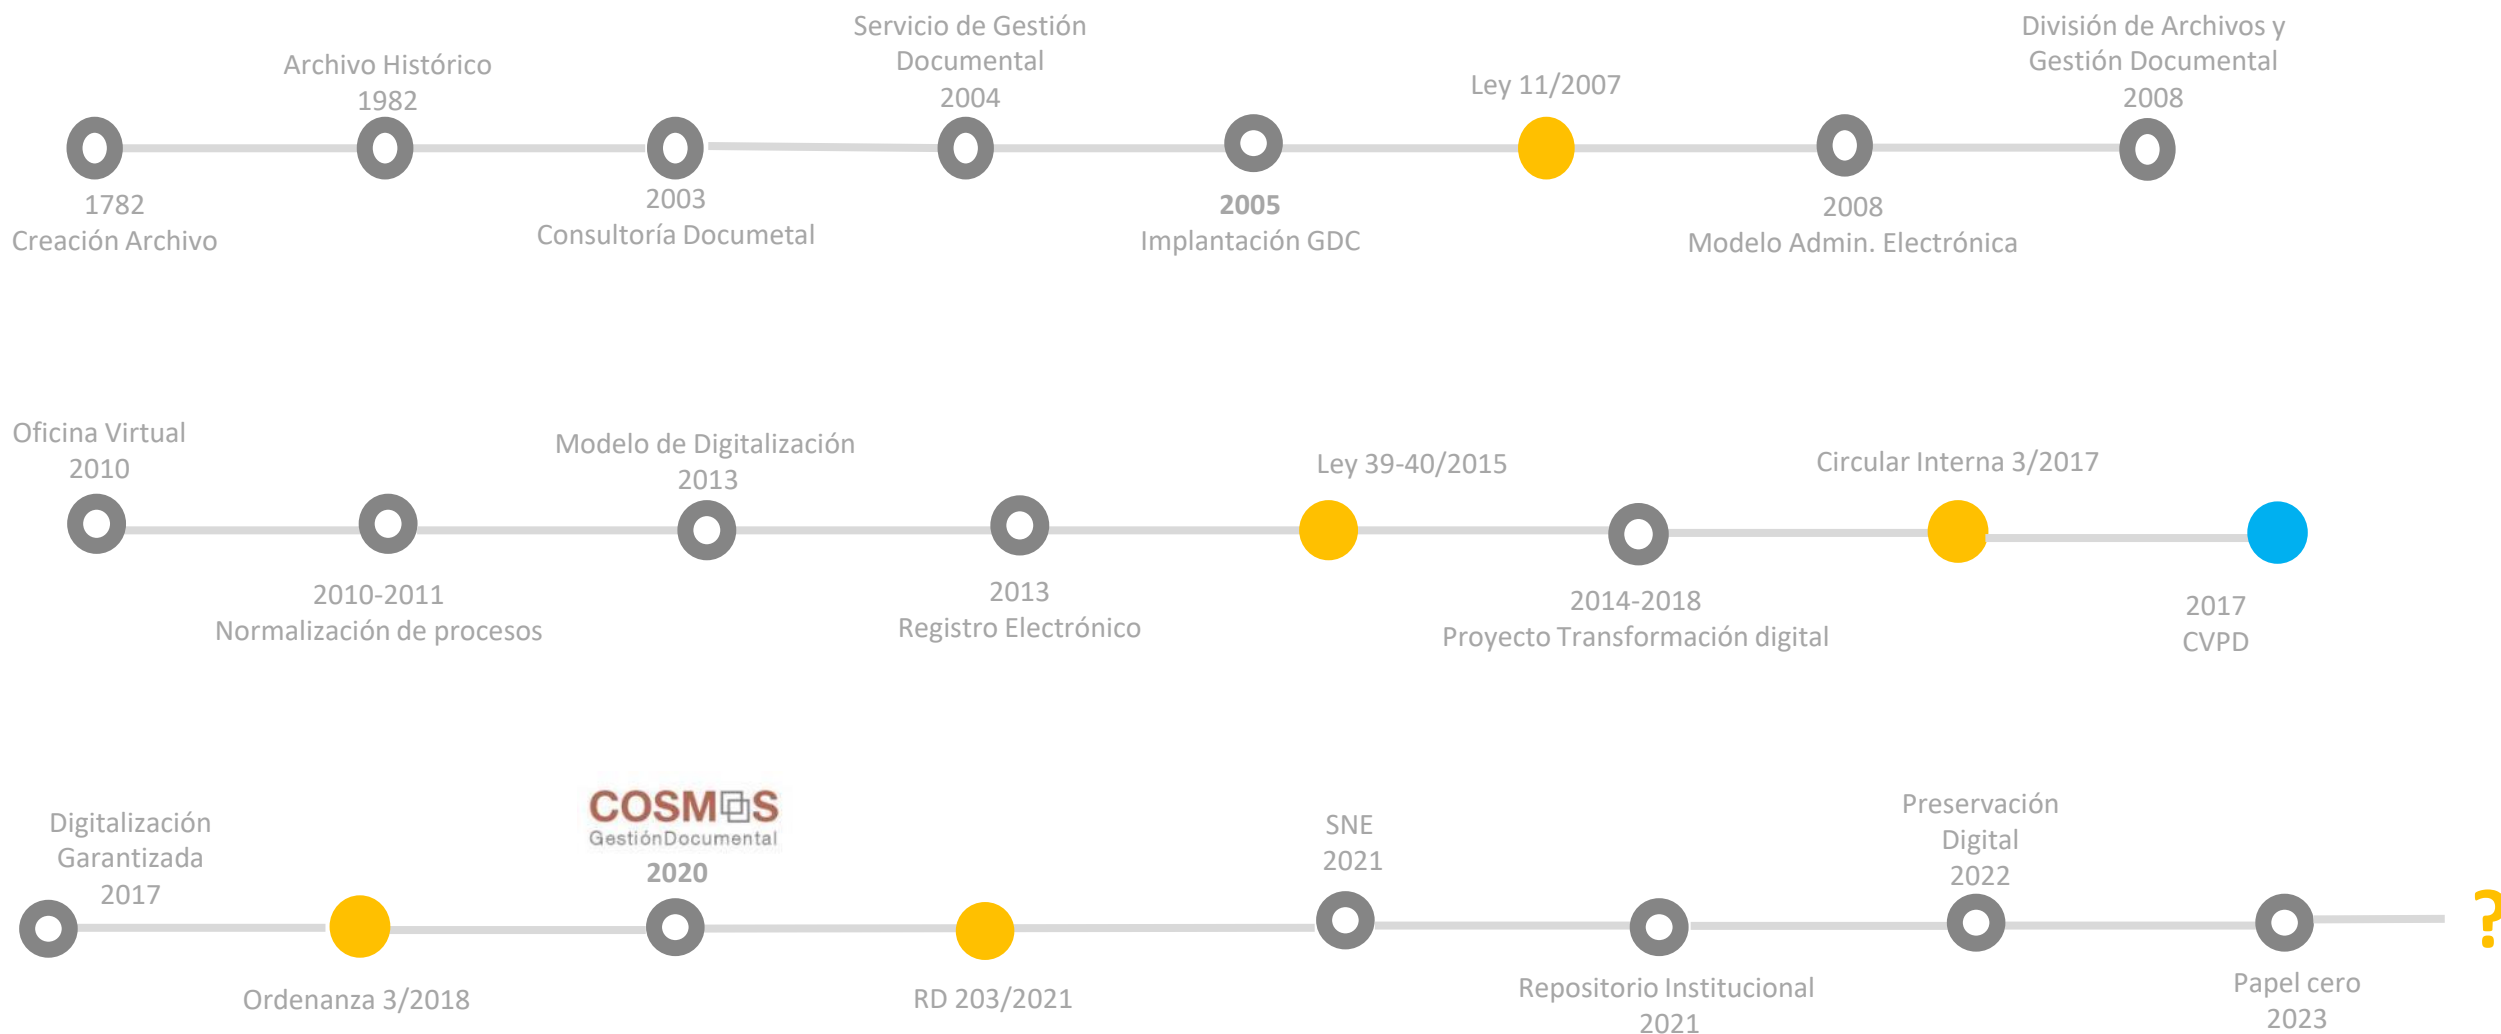 Archivo Histórico
1982
Servicio de Gestión
Documental
2004
Ley 11/2007
División de Archivos y
Gestión Documental
2008
1782
Creación Archivo
2003
Consultoría Documetal
2005
Implantación GDC
2008
Modelo Admin. Electrónica
Oficina Virtual
2010
Modelo de Digitalización
2013
Ley 39-40/2015
Circular Interna 3/2017
2010-2011
Normalización de procesos
2013
Registro Electrónico
2014-2018
Proyecto Transformación digital
2017
CVPD
Digitalización
Garantizada
2017
COSMOS
GestiónDocumental
2020
SNE
2021
Preservación
Digital
2022
?
Ordenanza 3/2018
RD 203/2021
Repositorio Institucional
2021
Papel cero
2023